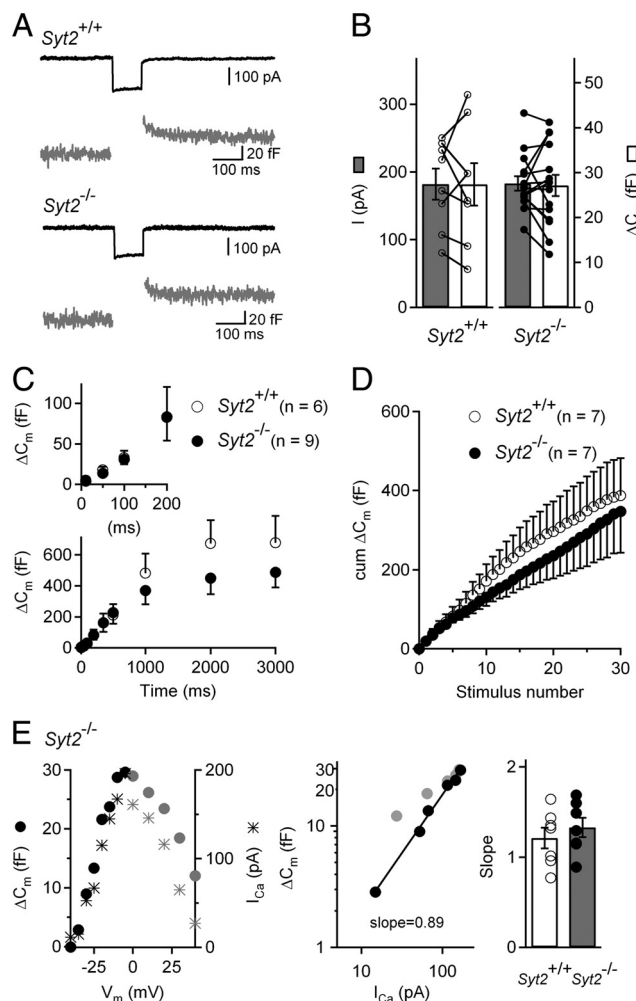 A
Syt2+/+
100 pA
20 fF
100 ms
Syt2-/-
100 pA
20 fF
100 ms
B
300
200
100
0
I (pA)
50
40
30
20
10
0
ΔCm (fF)
Syt2+/+ Syt2-/-
C
100
50
0
ΔCm (fF)
0 100 200
(ms)
Syt2+/+ (n = 6)
Syt2-/- (n = 9)
600
400
200
0
ΔCm (fF)
0 1000 2000 3000
Time (ms)
D
600
400
200
0
cum ΔCm (fF)
Syt2+/+ (n = 7)
Syt2-/- (n = 7)
0 10 20 30
Stimulus number
E
Syt2-/-
30
20
10
0
ΔCm (fF)
200
100
0
ICa (pA)
-25 0 25
Vm (mV)
30
10
1
ΔCm (fF)
slope=0.89
10 100
ICa (pA)
2
1
0
Slope
Syt2+/+ Syt2-/-